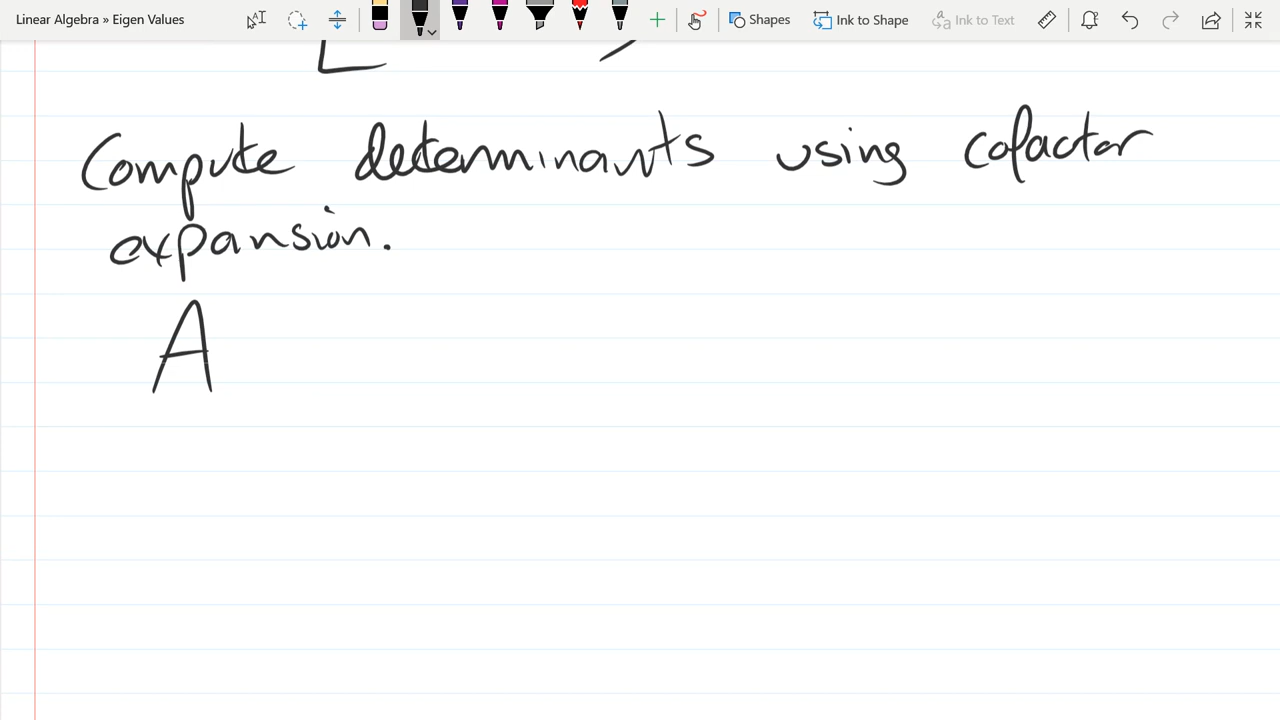 Linear Algebra » Eigen Values
Shapes
Ink to Shape
Ink to Text
Compute determinants using cofactor
expansion.
A